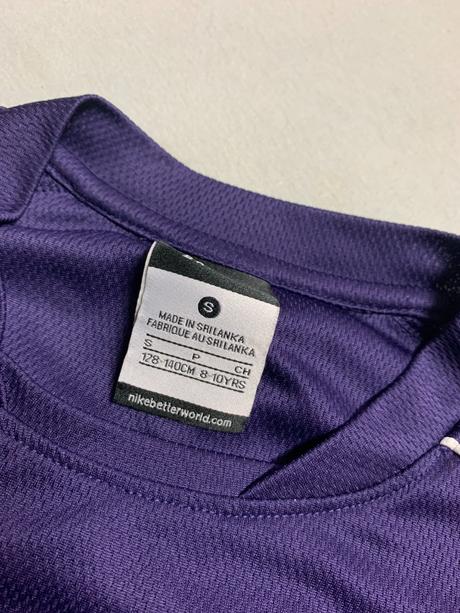 S
MADE IN SRI LANKA
FABRIQUE AU SRI LANKA
S P CH
128-140CM 8-10YRS
nikebetterworld.com